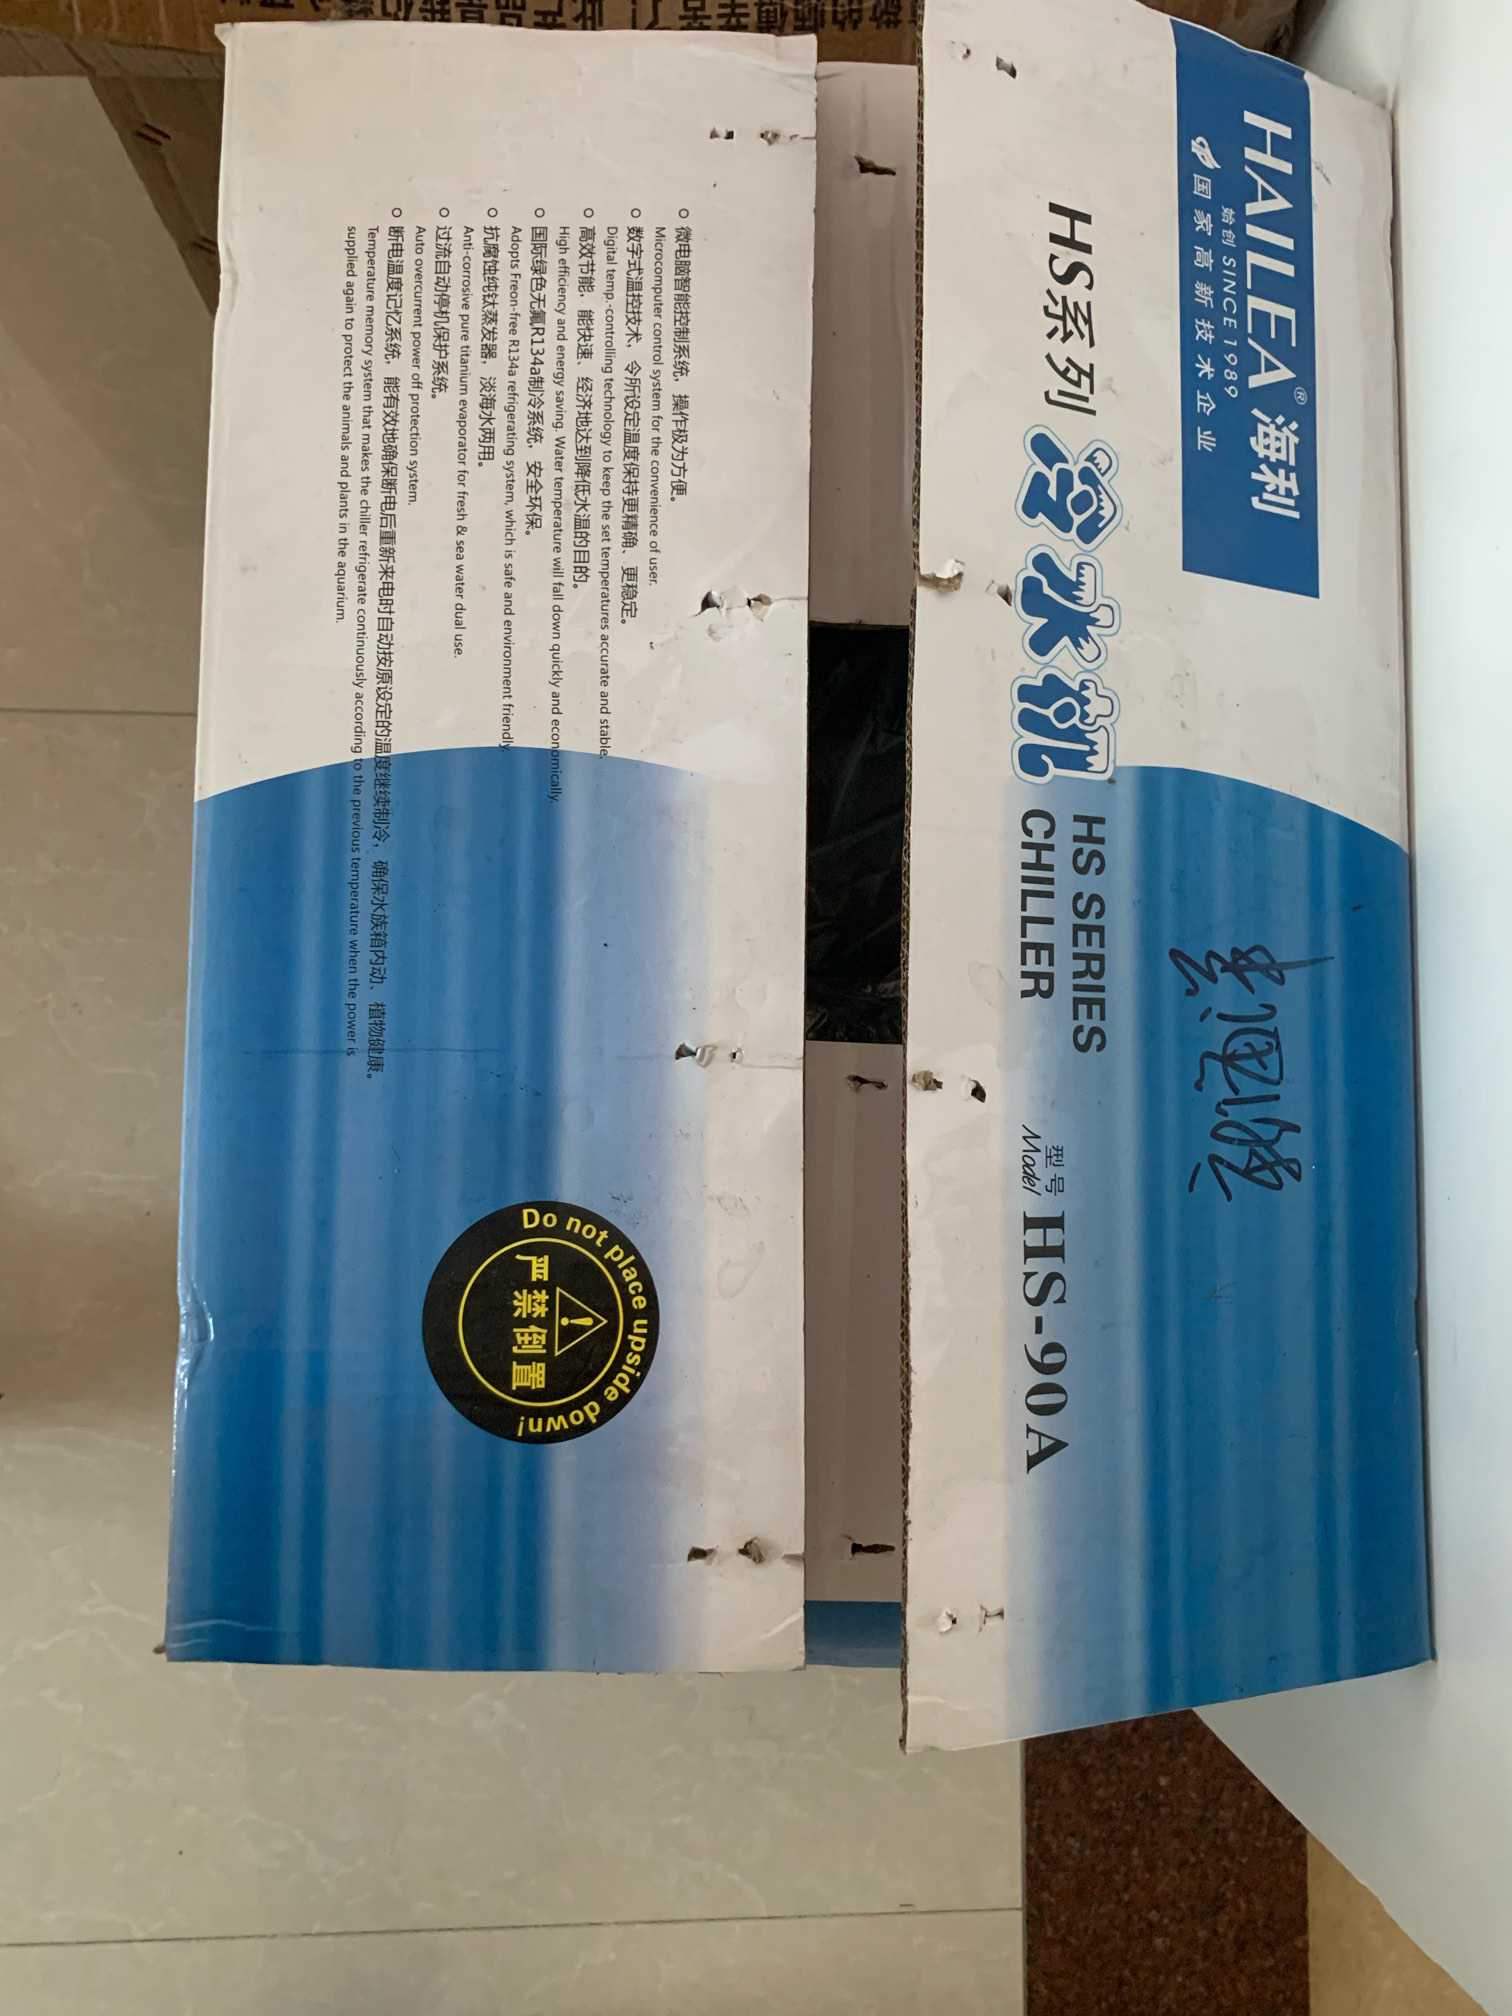 HAILEA® 海利
始创 SINCE 1989
国家高新技术企业
HS系列 冷水机 HS SERIES
CHILLER
型号
Model HS-90A
微电脑智能控制系统，操作极为方便。
Microcomputer control system for the convenience of user.
数字式温控技术，令所设定温度保持更精确、更稳定。
Digital temp.-controlling technology to keep the set temperatures accurate and stable.
高效节能，能快速、经济地达到降低水温的目的。
High efficiency and energy saving. Water temperature will fall down quickly and economically.
国际绿色无氟R134a制冷系统，安全环保。
Adopts Freon-free R134a refrigerating system, which is safe and environment friendly.
抗腐蚀纯钛蒸发器，淡海水两用。
Anti-corrosive pure titanium evaporator for fresh & sea water dual use.
过流自动停机保护系统。
Auto overcurrent power off protection system.
断电温度记忆系统，能有效地确保断电后重新来电时自动按原设定的温度继续制冷，确保水族箱内动、植物健康。
Temperature memory system that makes the chiller refrigerate continuously according to the previous temperature when the power is
supplied again to protect the animals and plants in the aquarium.
Do not place upside down!
严禁倒置